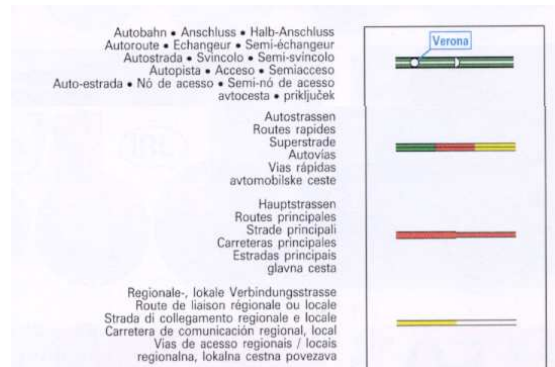 Autobahn • Anschluss • Halb-Anschluss
Autoroute • Echangeur • Semi-échangeur
Autostrada • Svincolo • Semi-svincolo
Autopista • Acceso • Semiacceso
Auto-estrada • Nó de acesso • Semi-nó de acesso
avtocesta • priključek
Verona
Autostrassen
Routes rapides
Superstrade
Autovías
Vias rápidas
avtomobilske ceste
Hauptstrassen
Routes principales
Strade principali
Carreteras principales
Estradas principais
glavna cesta
Regionale-, lokale Verbindungsstrasse
Route de liaison régionale ou locale
Strada di collegamento regionale e locale
Carretera de comunicación regional, local
Vias de acesso regionais / locais
regionalna, lokalna cestna povezava